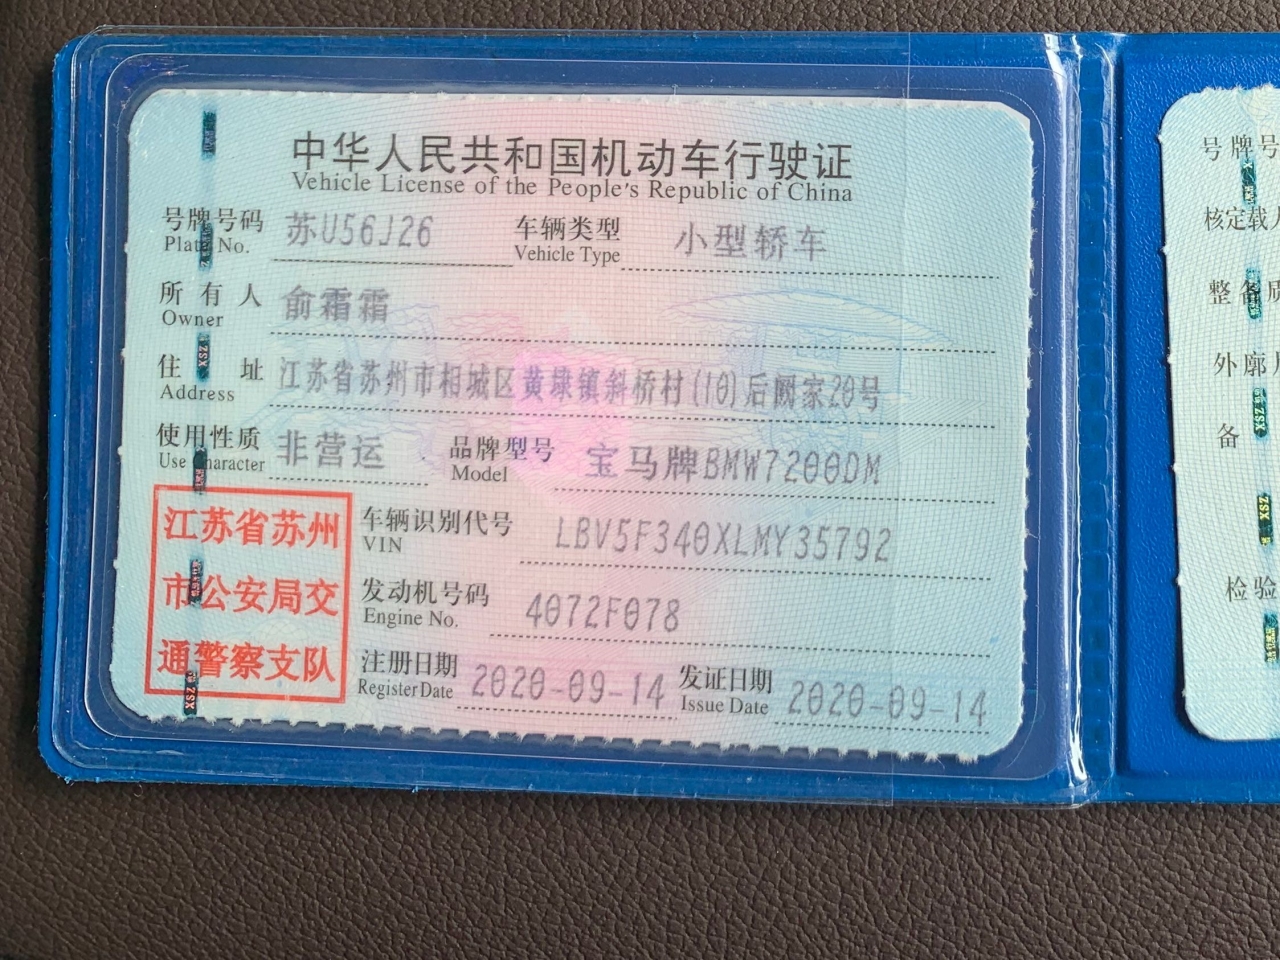 中华人民共和国机动车行驶证
Vehicle License of the People's Republic of China
号牌号码 苏U56J26 车辆类型 小型轿车
Plate No. Vehicle Type
所有人 俞霜霜
Owner
住址 江苏省苏州市相城区黄埭镇斜桥村(10)后阙家20号
Address
使用性质 非营运 品牌型号 宝马牌BMW7200DM
Use Character Model
江苏省苏州
市公安局交
通警察支队
车辆识别代号 LBV5F340XLMY35792
VIN
发动机号码 4072F078
Engine No.
注册日期 2020-09-14 发证日期 2020-09-14
Register Date Issue Date
号牌号
核定载
整备质
外廓
备
检验
XSZ
XSZ
XSZ
XSZ